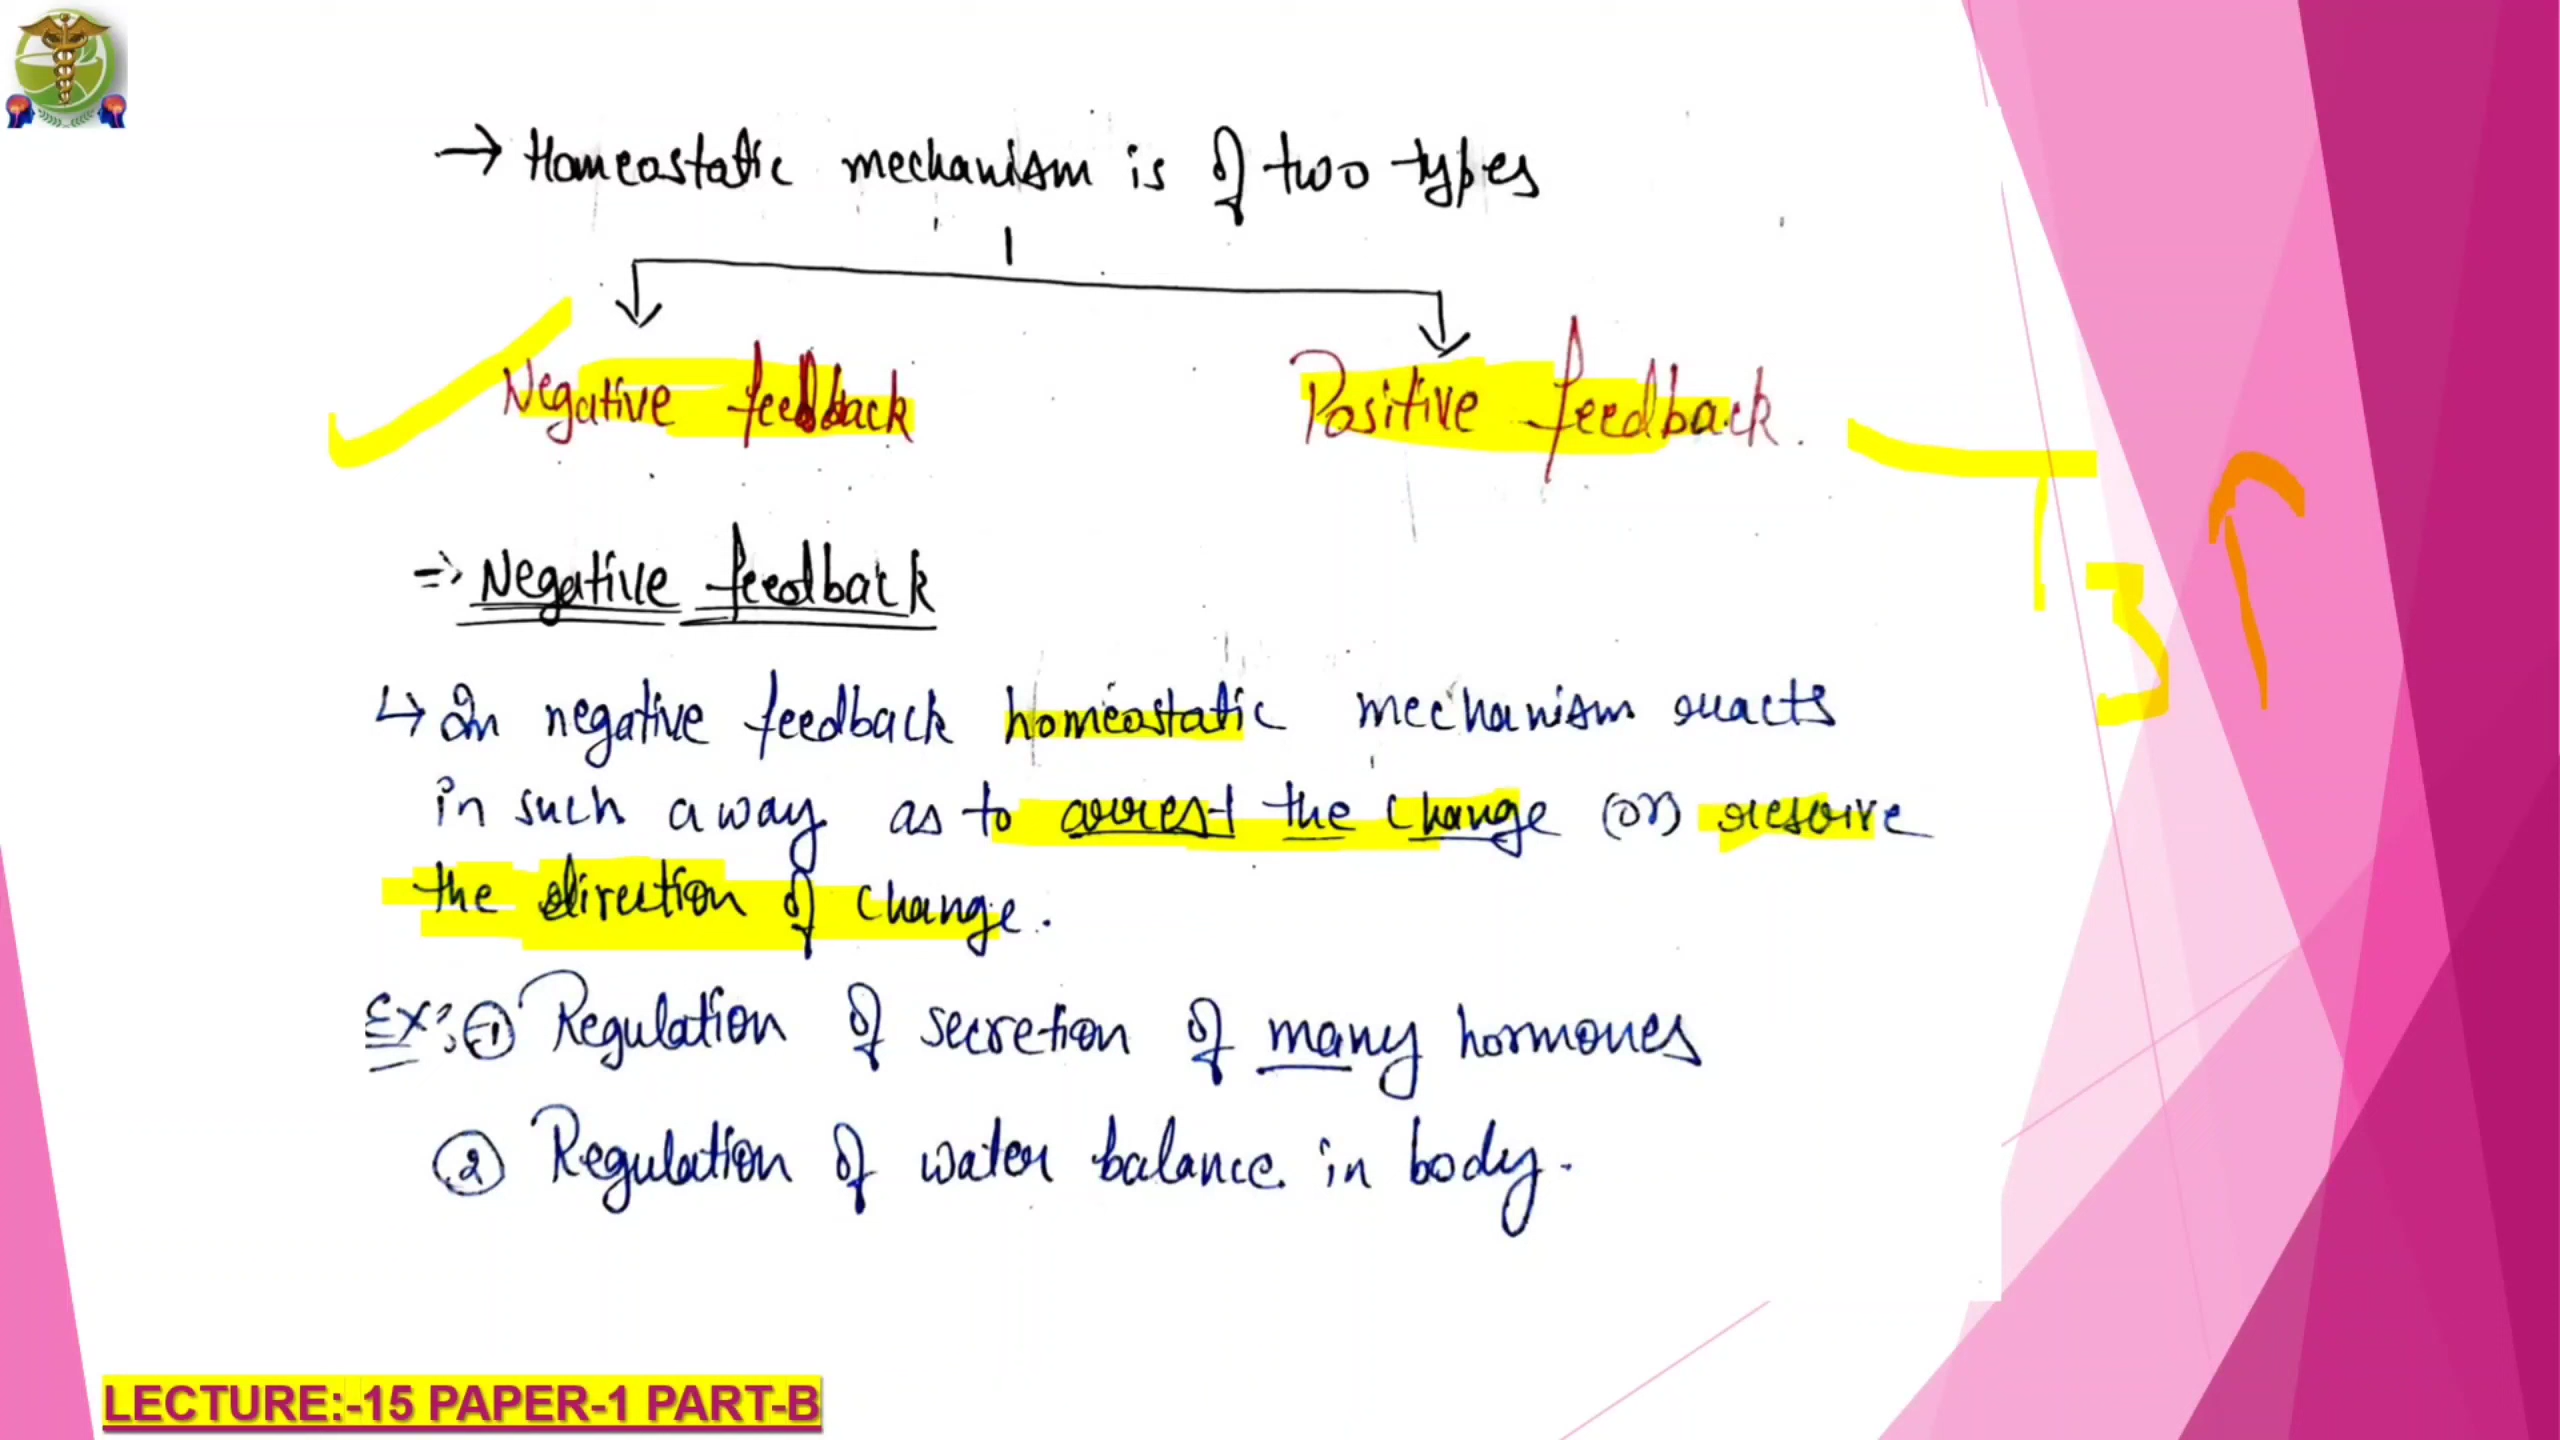 → Homeostatic mechanism is of two types
Negative feedback
Positive feedback.
=> Negative feedback
↳ In negative feedback homeostatic mechanism reacts
in such a way as to arrest the change (or) resorve
the direction of change.
Ex: ① Regulation of secretion of many hormones
② Regulation of water balance in body.
T3 ↑
LECTURE:-15 PAPER-1 PART-B